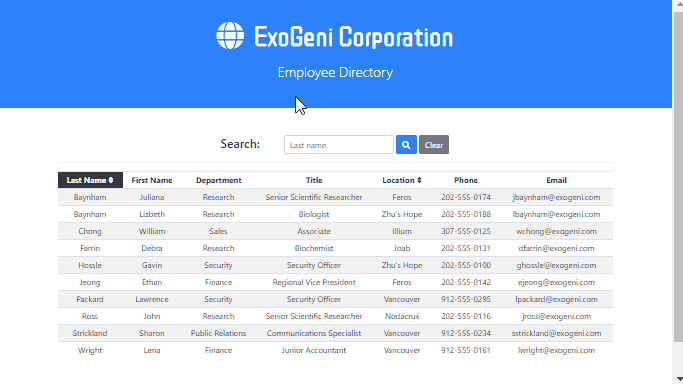 ExoGeni Corporation
Employee Directory
Search: Last name Clear
Last Name First Name Department Title Location Phone Email
Baynham Juliana Research Senior Scientific Researcher Feros 202-555-0174 jbaynham@exogeni.com
Baynham Lizbeth Research Biologist Zhu's Hope 202-555-0188 lbaynham@exogeni.com
Chong William Sales Associate Illium 307-555-0125 wchong@exogeni.com
Farrin Debra Research Biochemist Joab 202-555-0131 dfarrin@exogeni.com
Hossle Gavin Security Security Officer Zhu's Hope 202-555-0100 ghossle@exogeni.com
Jeong Ethan Finance Regional Vice President Feros 202-555-0142 ejeong@exogeni.com
Packard Lawrence Security Security Officer Vancouver 912-555-0295 lpackard@exogeni.com
Ross John Research Senior Scientific Researcher Nodacrux 202-555-0116 jross@exogeni.com
Strickland Sharon Public Relations Communications Specialist Vancouver 912-555-0234 sstrickland@exogeni.com
Wright Lena Finance Junior Accountant Vancouver 912-555-0161 lwright@exogeni.com